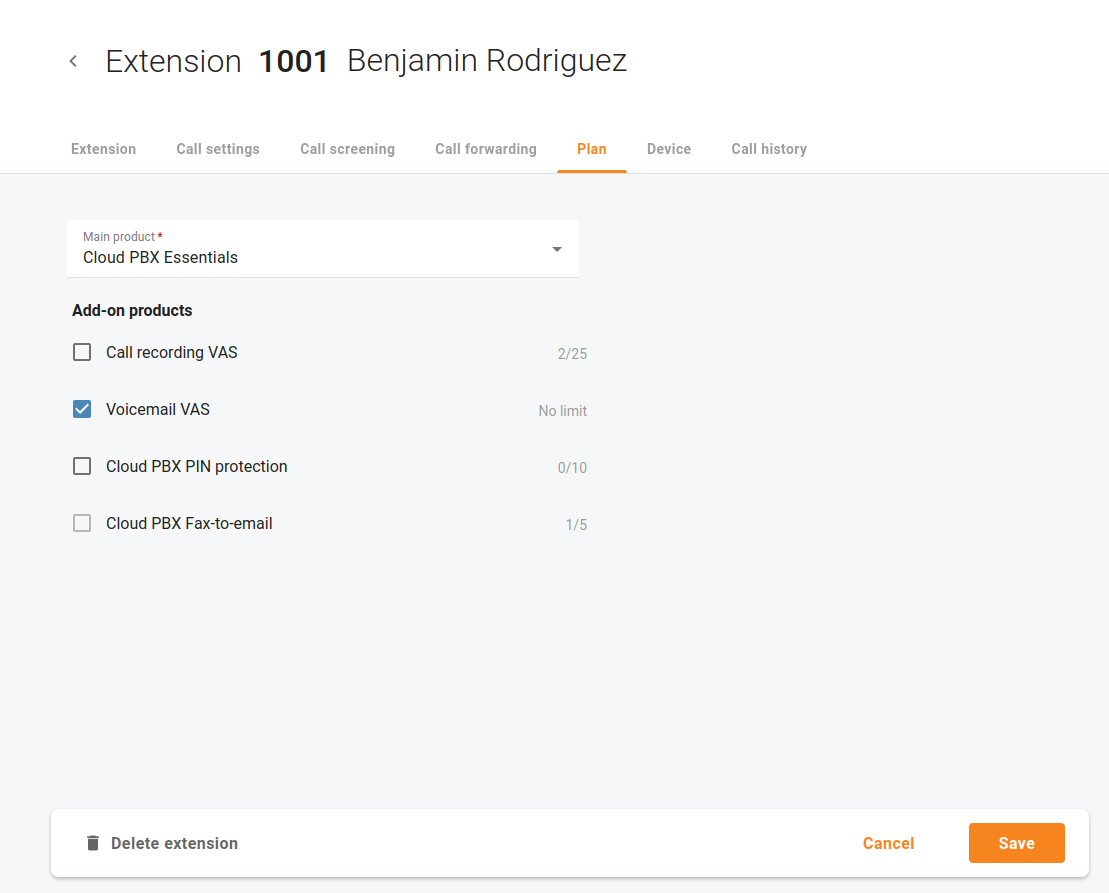 Extension 1001 Benjamin Rodriguez
Extension Call settings Call screening Call forwarding Plan Device Call history
Main product *
Cloud PBX Essentials
Add-on products
Call recording VAS 2/25
Voicemail VAS No limit
Cloud PBX PIN protection 0/10
Cloud PBX Fax-to-email 1/5
Delete extension Cancel Save